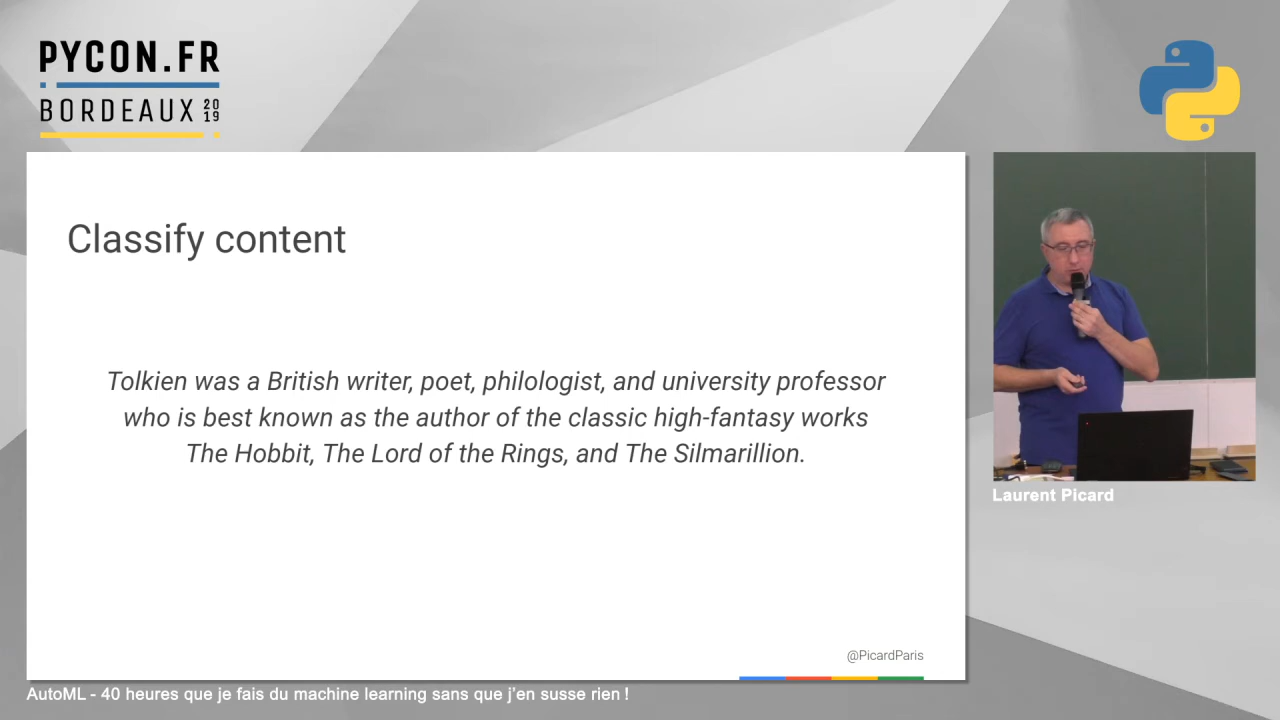 PYCON.FR
BORDEAUX 2019
Classify content
Tolkien was a British writer, poet, philologist, and university professor
who is best known as the author of the classic high-fantasy works
The Hobbit, The Lord of the Rings, and The Silmarillion.
@PicardParis
Laurent Picard
AutoML - 40 heures que je fais du machine learning sans que j'en susse rien !